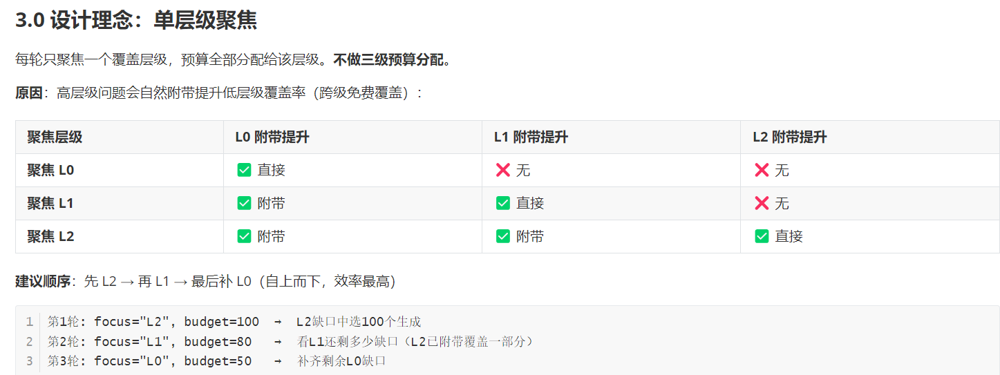 3.0 设计理念：单层级聚焦
每轮只聚焦一个覆盖层级，预算全部分配给该层级。不做三级预算分配。
原因：高层级问题会自然附带提升低层级覆盖率（跨级免费覆盖）：
聚焦层级 L0 附带提升 L1 附带提升 L2 附带提升
聚焦 L0 ✅ 直接 ❌ 无 ❌ 无
聚焦 L1 ✅ 附带 ✅ 直接 ❌ 无
聚焦 L2 ✅ 附带 ✅ 附带 ✅ 直接
建议顺序：先 L2 → 再 L1 → 最后补 L0（自上而下，效率最高）
1 第1轮: focus="L2", budget=100 → L2缺口中选100个生成
2 第2轮: focus="L1", budget=80 → 看L1还剩多少缺口（L2已附带覆盖一部分）
3 第3轮: focus="L0", budget=50 → 补齐剩余L0缺口